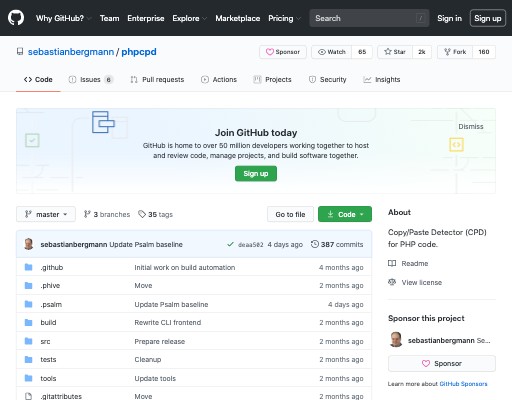 Why GitHub? Team Enterprise Explore Marketplace Pricing Search / Sign in Sign up
sebastianbergmann / phpcpd Sponsor Watch 65 Star 2k Fork 160
Code Issues 6 Pull requests Actions Projects Security Insights
Dismiss
Join GitHub today
GitHub is home to over 50 million developers working together to host
and review code, manage projects, and build software together.
Sign up
master 3 branches 35 tags Go to file Code
sebastianbergmann Update Psalm baseline deaa502 4 days ago 387 commits
.github Initial work on build automation 4 months ago
.phive Move 2 months ago
.psalm Update Psalm baseline 4 days ago
build Rewrite CLI frontend 2 months ago
src Prepare release 2 months ago
tests Cleanup 2 months ago
tools Update tools 2 months ago
.gitattributes Move 2 months ago
About
Copy/Paste Detector (CPD)
for PHP code.
Readme
View license
Sponsor this project
sebastianbergmann Se...
Sponsor
Learn more about GitHub Sponsors